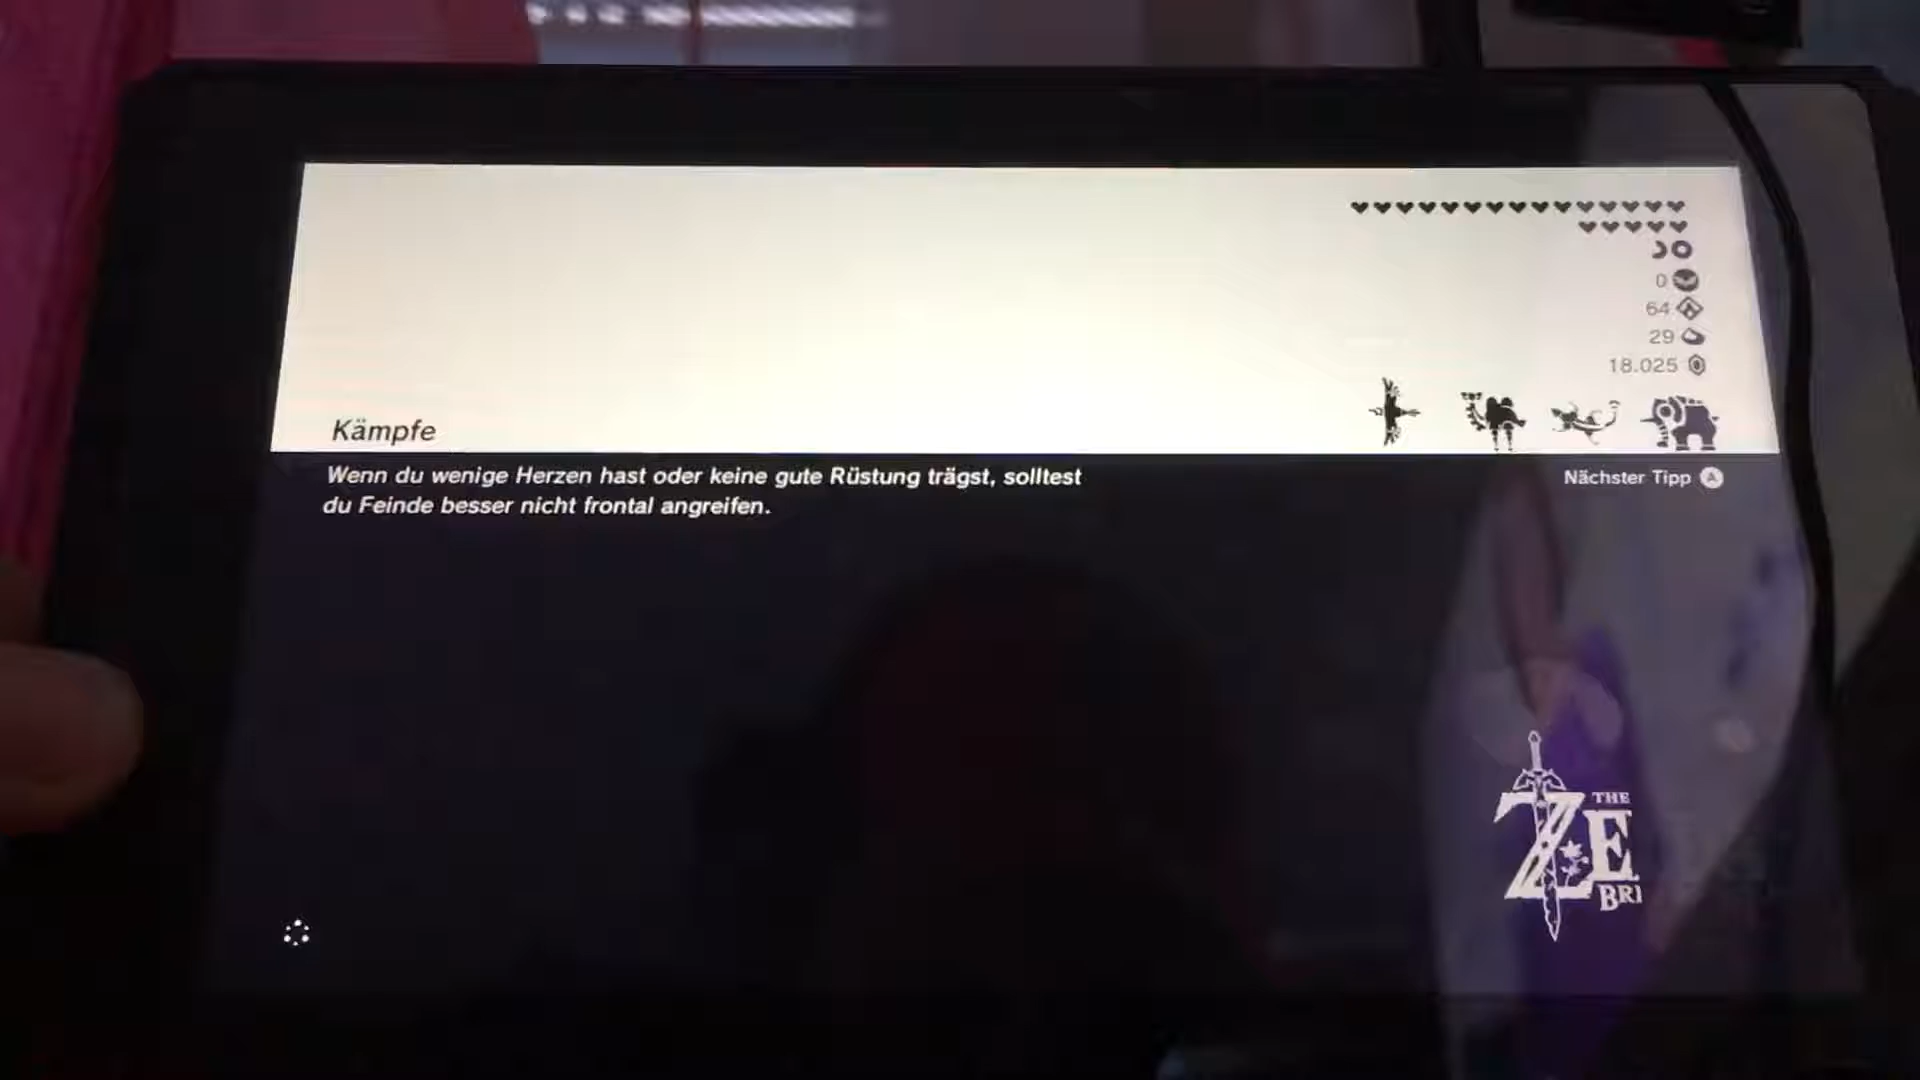 0
64
29
18.025
Kämpfe
Wenn du wenige Herzen hast oder keine gute Rüstung trägst, solltest
du Feinde besser nicht frontal angreifen.
Nächster Tipp A
THE
ZE
BRI